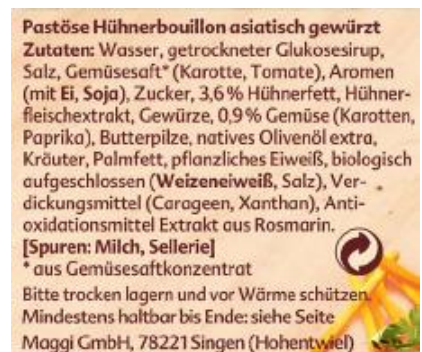 Pastöse Hühnerbouillon asiatisch gewürzt
Zutaten: Wasser, getrockneter Glukosesirup,
Salz, Gemüsesaft* (Karotte, Tomate), Aromen
(mit Ei, Soja), Zucker, 3,6% Hühnerfett, Hühner-
fleischextrakt, Gewürze, 0,9% Gemüse (Karotten,
Paprika), Butterpilze, natives Olivenöl extra,
Kräuter, Palmfett, pflanzliches Eiweiß, biologisch
aufgeschlossen (Weizeneiweiß, Salz), Ver-
dickungsmittel (Carageen, Xanthan), Anti-
oxidationsmittel Extrakt aus Rosmarin.
[Spuren: Milch, Sellerie]
* aus Gemüsesaftkonzentrat
Bitte trocken lagern und vor Wärme schützen.
Mindestens haltbar bis Ende: siehe Seite
Maggi GmbH, 78221 Singen (Hohentwiel)